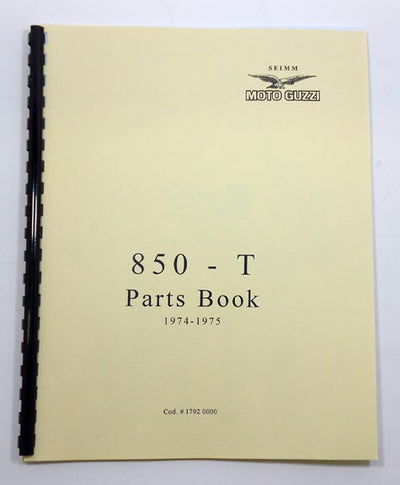 SEIMM
MOTO GUZZI
850 - T
Parts Book
1974-1975
Cod. # 1792 0000